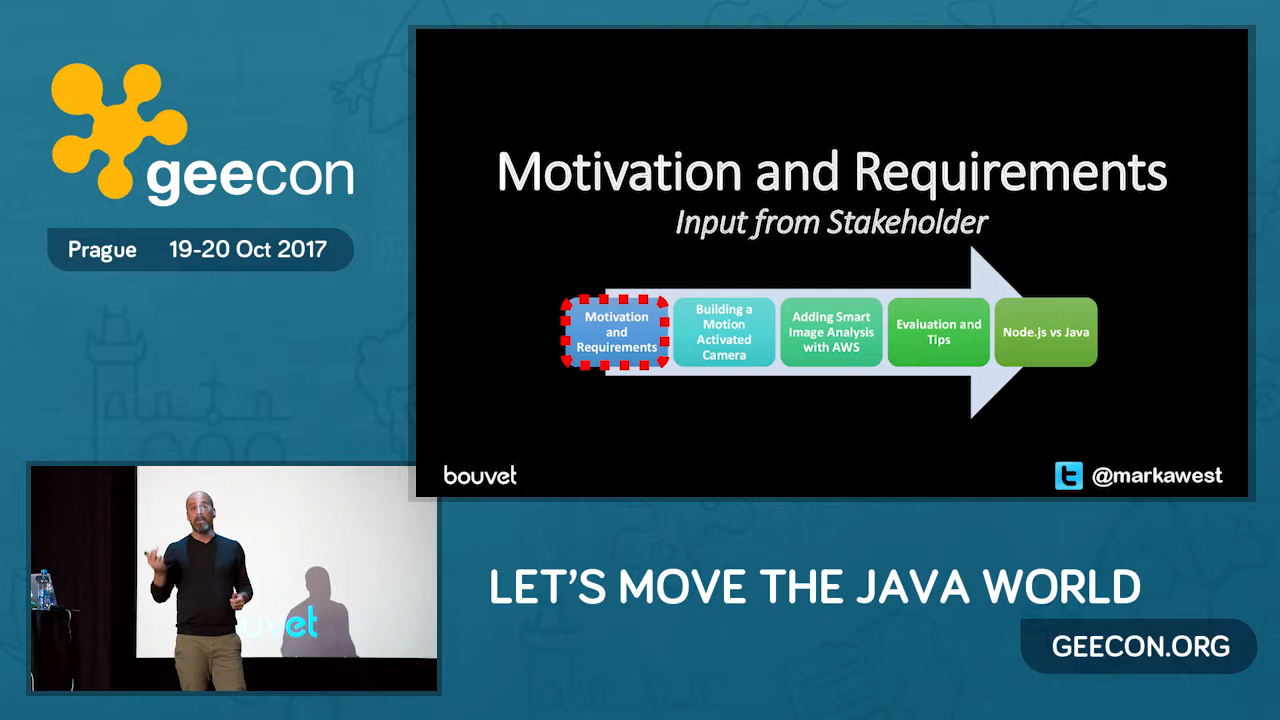 geecon
Prague 19-20 Oct 2017
Motivation and Requirements
Input from Stakeholder
Motivation
and
Requirements
Building a
Motion
Activated
Camera
Adding Smart
Image Analysis
with AWS
Evaluation and
Tips
Node.js vs Java
bouvet
@markawest
LET'S MOVE THE JAVA WORLD
GEECON.ORG